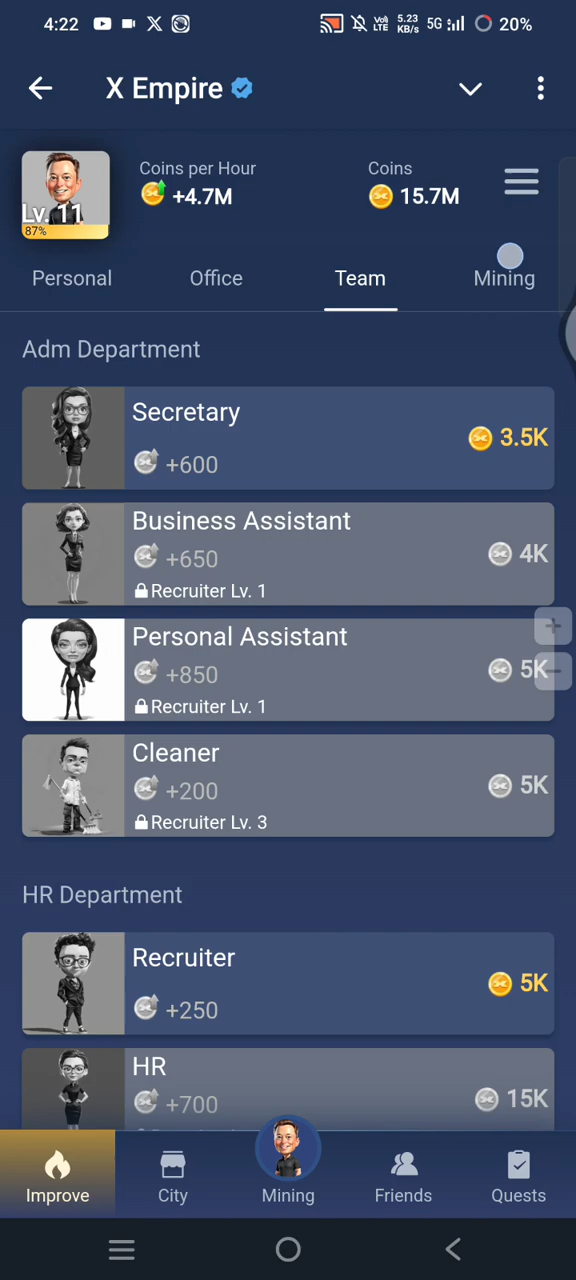 4:22
Vo)
LTE
5.23
KB/s
5G
20%
X Empire
Coins per Hour
Coins
+4.7M
15.7M
Lv. 11
87%
Personal
Office
Team
Mining
Adm Department
Secretary
3.5K
+600
Business Assistant
+650
4K
Recruiter Lv. 1
Personal Assistant
+850
5K
Recruiter Lv. 1
Cleaner
+200
5K
Recruiter Lv. 3
HR Department
Recruiter
5K
+250
HR
+700
15K
Improve
City
Mining
Friends
Quests